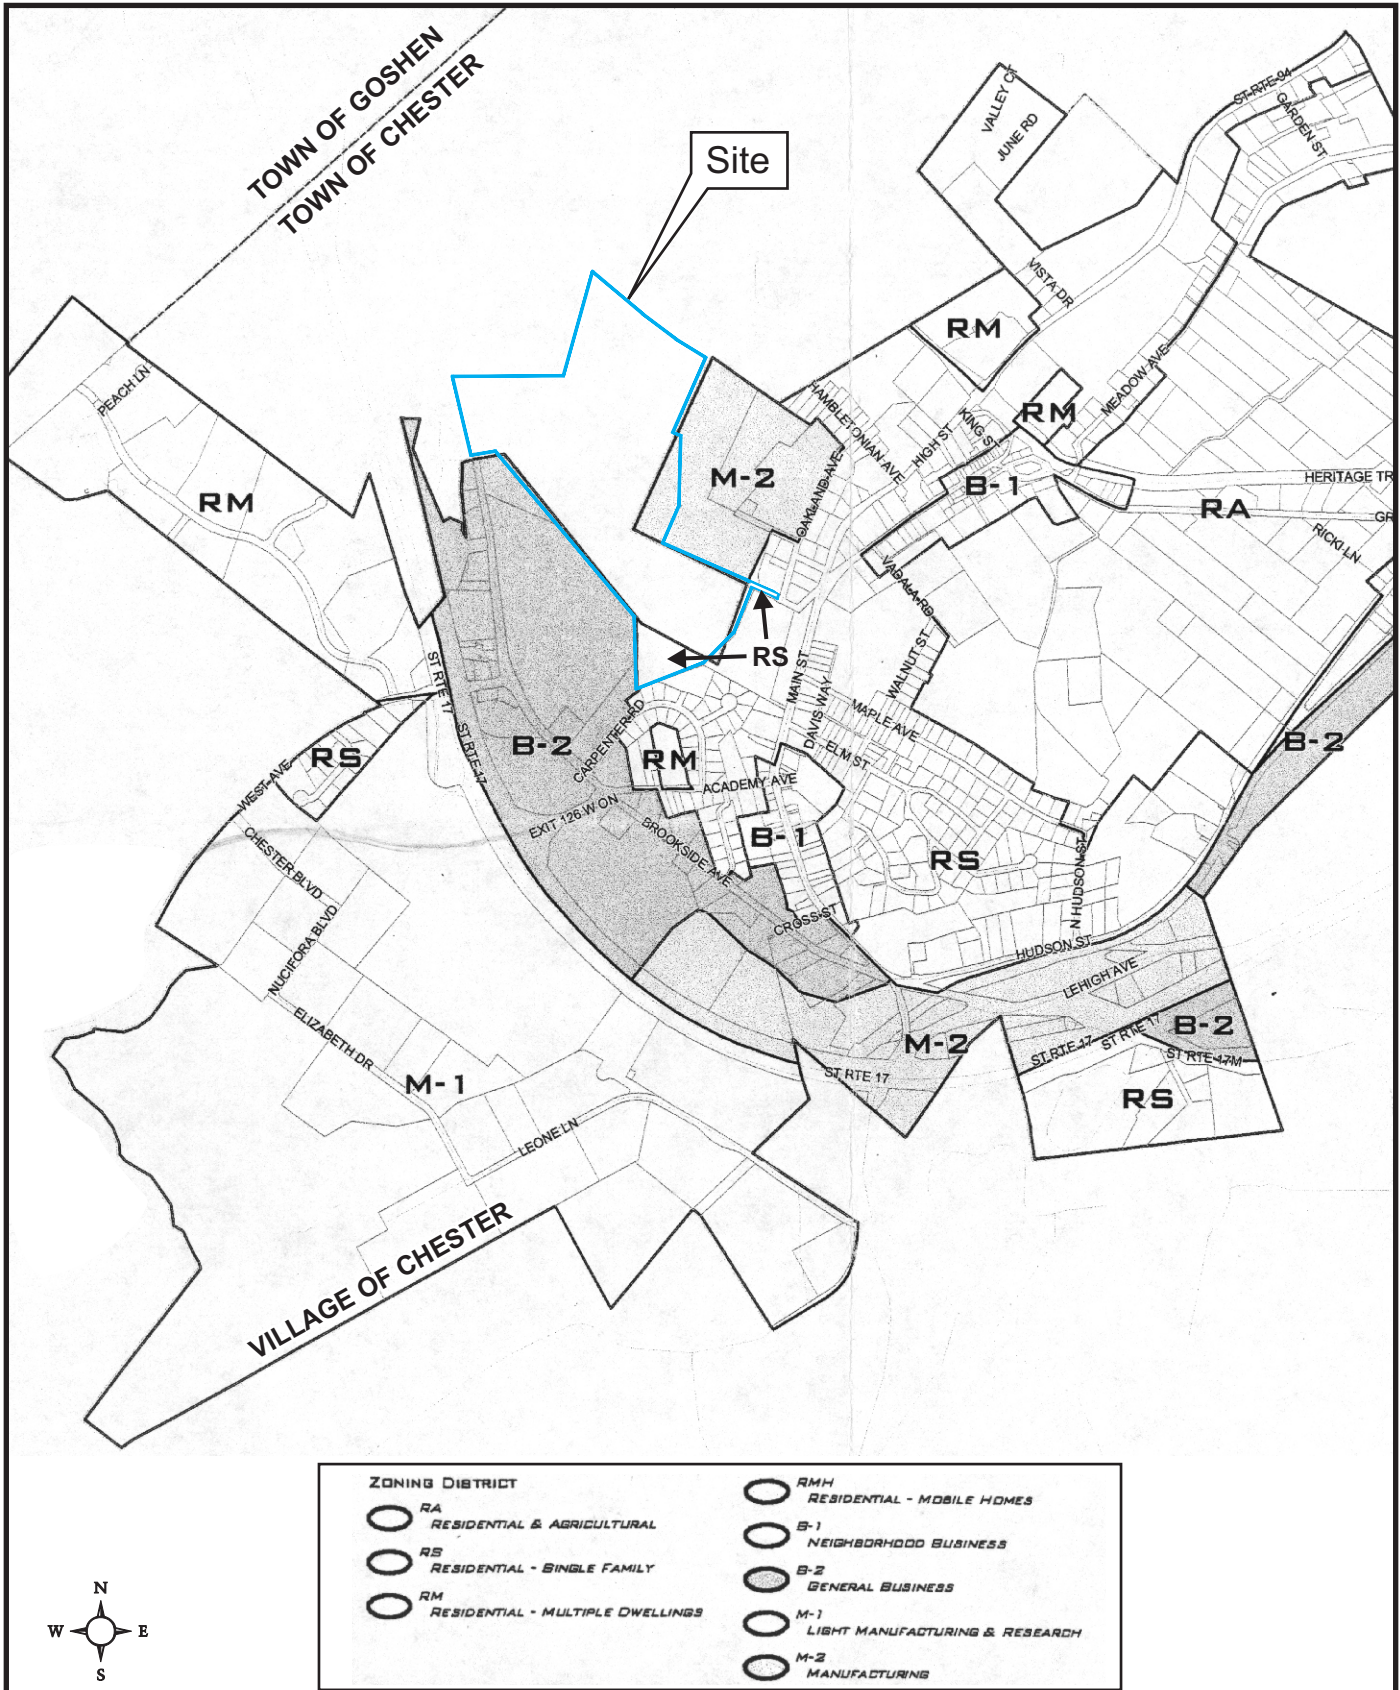 TOWN OF GOSHEN
TOWN OF CHESTER
Site
VALLEY CT
JUNE RD
ST RTE 94
GARDEN ST
VISTA DR
RM
PEACH LN
RM
HAMBLETONIAN AVE
HIGH ST
KING ST
RM
MEADOW AVE
M-2
OAKLAND AVE
B-1
HERITAGE TR
RA
GR
RICKI LN
RM
VADALA RD
WALNUT ST
RS
MAIN ST
DAVIS WAY
MAPLE AVE
ELM ST
ST RTE 17
ST RTE 17
B-2
CARPENTER RD
RM
ACADEMY AVE
B-2
RS
WEST AVE
EXIT 126 W ON
BROOKSIDE AVE
B-1
RS
CHESTER BLVD
NUCIFORA BLVD
CROSS ST
N HUDSON ST
HUDSON ST
LEHIGH AVE
ELIZABETH DR
M-1
M-2
ST RTE 17
ST RTE 17
ST RTE 17
B-2
ST RTE 17M
RS
LEONE LN
VILLAGE OF CHESTER
ZONING DISTRICT
RA
RESIDENTIAL & AGRICULTURAL
RS
RESIDENTIAL - SINGLE FAMILY
RM
RESIDENTIAL - MULTIPLE DWELLINGS
RMH
RESIDENTIAL - MOBILE HOMES
B-1
NEIGHBORHOOD BUSINESS
B-2
GENERAL BUSINESS
M-1
LIGHT MANUFACTURING & RESEARCH
M-2
MANUFACTURING
N
W
E
S